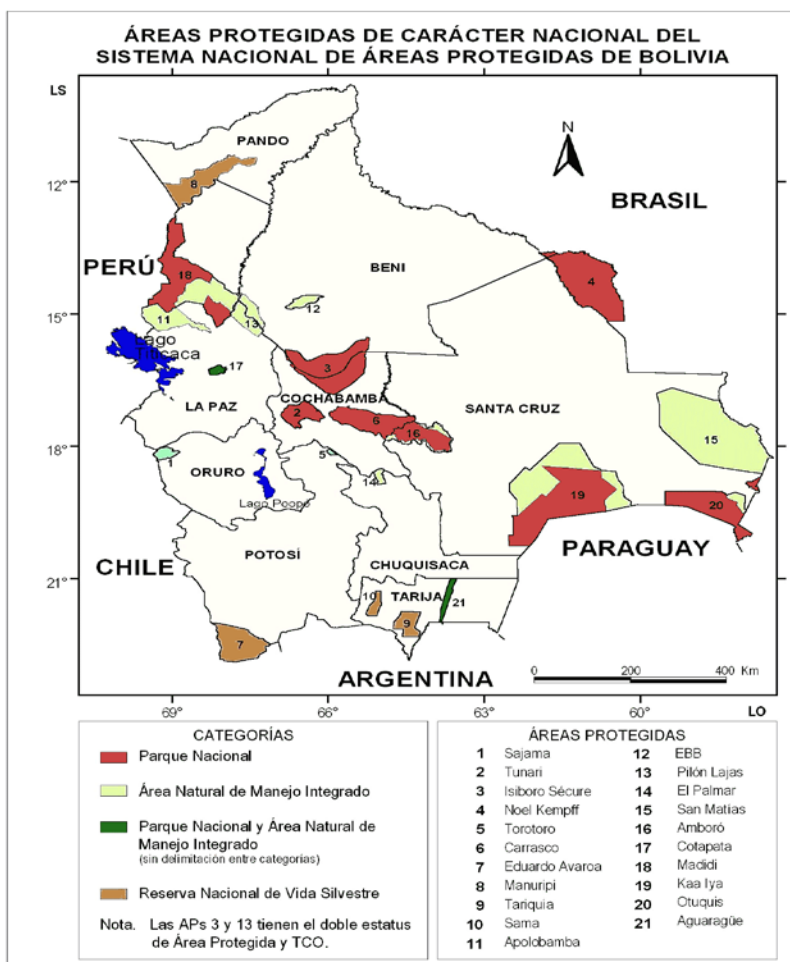 ÁREAS PROTEGIDAS DE CARÁCTER NACIONAL DEL
SISTEMA NACIONAL DE ÁREAS PROTEGIDAS DE BOLIVIA
LS
N
PANDO
8
12°
BRASIL
PERÚ
BENI
18
4
12
11
13
15°
Lago
Titicaca
17
3
COCHABAMBA
LA PAZ
2
6
SANTA CRUZ
16
15
18°
1
5
ORURO
14
Lago Poopó
19
20
POTOSÍ
PARAGUAY
CHILE
CHUQUISACA
21°
10
TARIJA
21
9
7
ARGENTINA
0 200 400 Km
69° 66° 63° 60° LO
CATEGORÍAS
Parque Nacional
Área Natural de Manejo Integrado
Parque Nacional y Área Natural de
Manejo Integrado
(sin delimitación entre categorías)
Reserva Nacional de Vida Silvestre
Nota. Las APs 3 y 13 tienen el doble estatus
de Área Protegida y TCO.
ÁREAS PROTEGIDAS
1 Sajama
2 Tunari
3 Isiboro Sécure
4 Noel Kempff
5 Torotoro
6 Carrasco
7 Eduardo Avaroa
8 Manuripi
9 Tariquia
10 Sama
11 Apolobamba
12 EBB
13 Pilón Lajas
14 El Palmar
15 San Matías
16 Amboró
17 Cotapata
18 Madidi
19 Kaa Iya
20 Otuquis
21 Aguaragüe